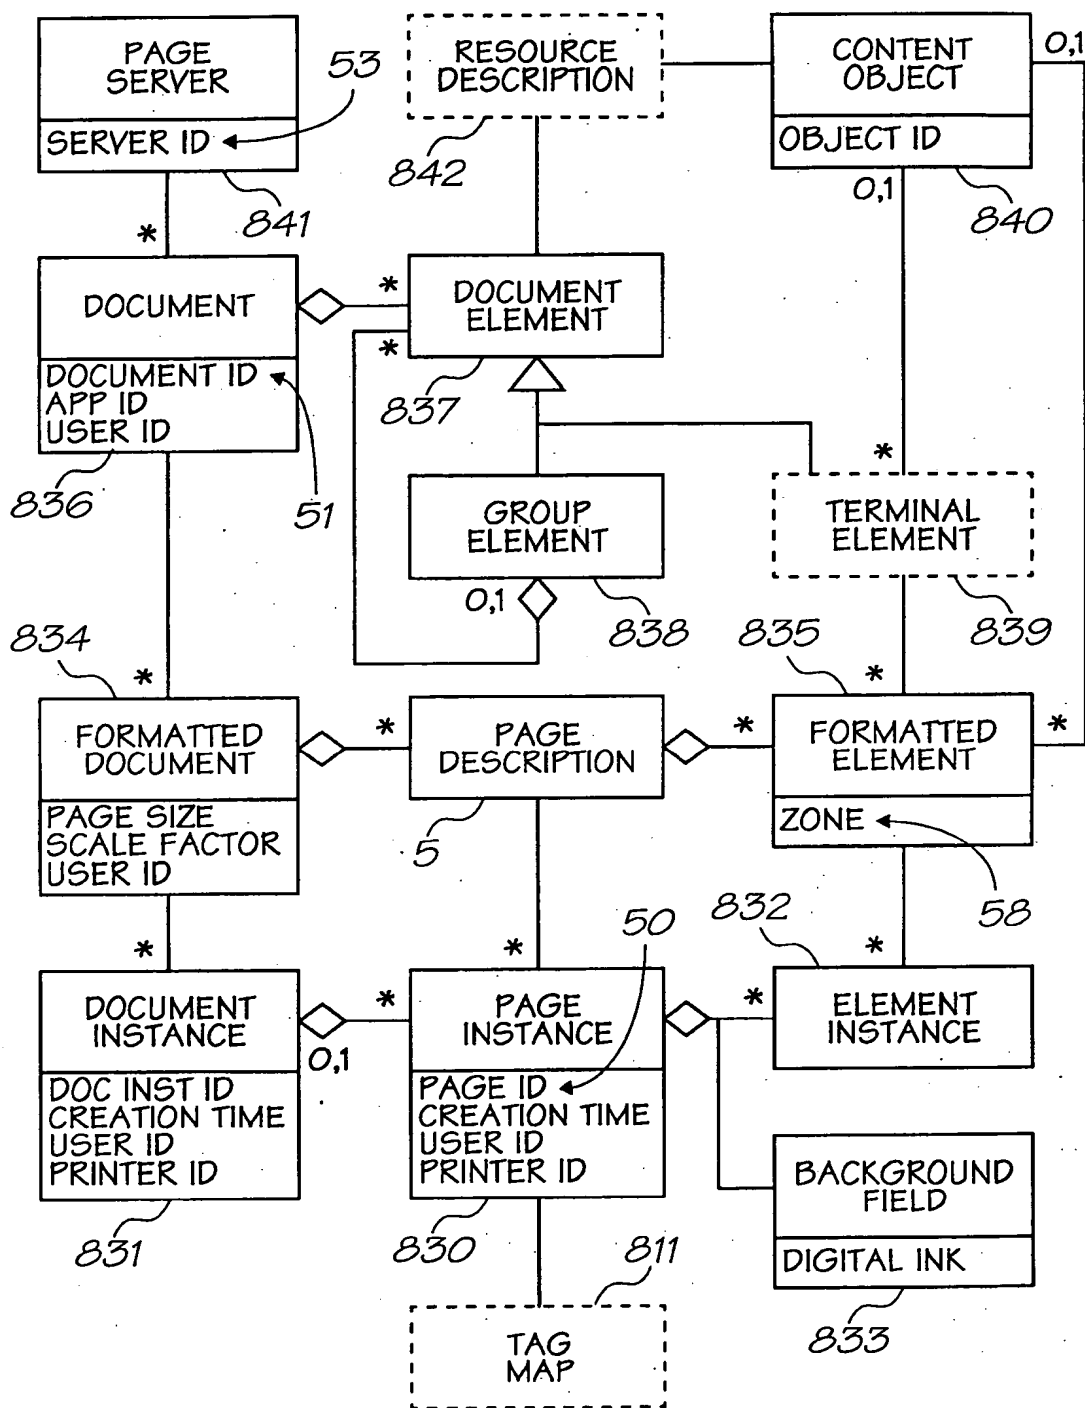 PAGE
SERVER
53
SERVER ID
841
*
RESOURCE
DESCRIPTION
842
CONTENT
OBJECT
0,1
OBJECT ID
0,1
840
DOCUMENT
*
DOCUMENT
ELEMENT
*
837
DOCUMENT ID
APP ID
USER ID
836
51
GROUP
ELEMENT
0,1
838
*
TERMINAL
ELEMENT
839
834
*
FORMATTED
DOCUMENT
*
PAGE
DESCRIPTION
*
835
*
FORMATTED
ELEMENT
*
PAGE SIZE
SCALE FACTOR
USER ID
5
ZONE
58
*
DOCUMENT
INSTANCE
0,1
*
*
50
PAGE
INSTANCE
832
*
*
ELEMENT
INSTANCE
DOC INST ID
CREATION TIME
USER ID
PRINTER ID
831
PAGE ID
CREATION TIME
USER ID
PRINTER ID
830
BACKGROUND
FIELD
DIGITAL INK
833
811
TAG
MAP